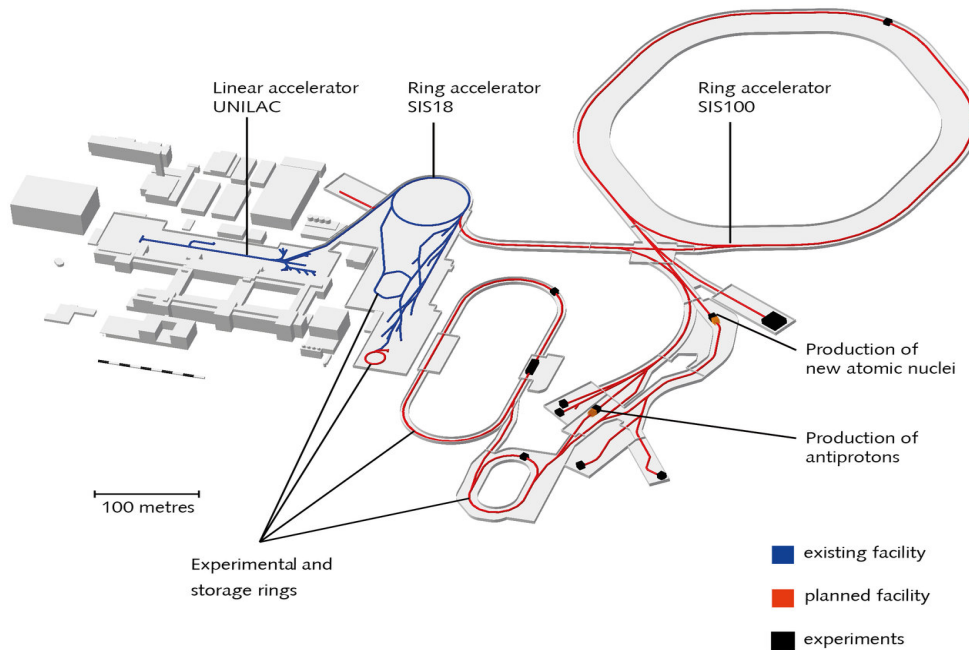 Linear accelerator
UNILAC
Ring accelerator
SIS18
Ring accelerator
SIS100
Production of
new atomic nuclei
Production of
antiprotons
100 metres
Experimental and
storage rings
existing facility
planned facility
experiments